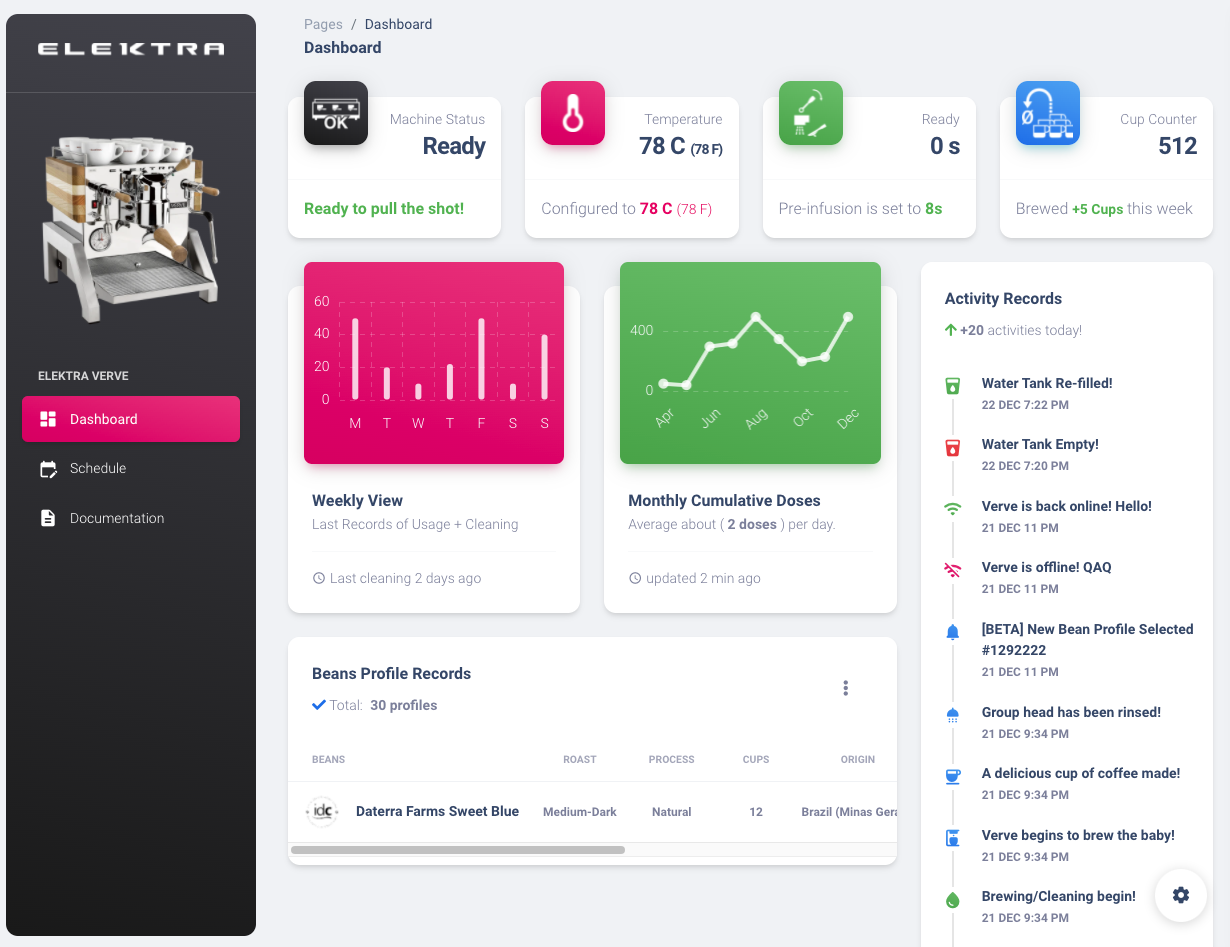 ELEKTRA
ELEKTRA
ELEKTRA VERVE
Dashboard
Schedule
Documentation
Pages / Dashboard
Dashboard
OK
Machine Status
Ready
Ready to pull the shot!
Temperature
78 C (78 F)
Configured to 78 C (78 F)
Ready
0 s
Pre-infusion is set to 8s
Ø
Cup Counter
512
Brewed +5 Cups this week
60
40
20
0
M T W T F S S
Weekly View
Last Records of Usage + Cleaning
Last cleaning 2 days ago
400
0
Apr Jun Aug Oct Dec
Monthly Cumulative Doses
Average about ( 2 doses ) per day.
updated 2 min ago
Beans Profile Records
Total: 30 profiles
BEANS ROAST PROCESS CUPS ORIGIN
idc Daterra Farms Sweet Blue Medium-Dark Natural 12 Brazil (Minas Gera
Activity Records
+20 activities today!
Water Tank Re-filled!
22 DEC 7:22 PM
Water Tank Empty!
22 DEC 7:20 PM
Verve is back online! Hello!
21 DEC 11 PM
Verve is offline! QAQ
21 DEC 11 PM
[BETA] New Bean Profile Selected
#1292222
21 DEC 11 PM
Group head has been rinsed!
21 DEC 9:34 PM
A delicious cup of coffee made!
21 DEC 9:34 PM
Verve begins to brew the baby!
21 DEC 9:34 PM
Brewing/Cleaning begin!
21 DEC 9:34 PM